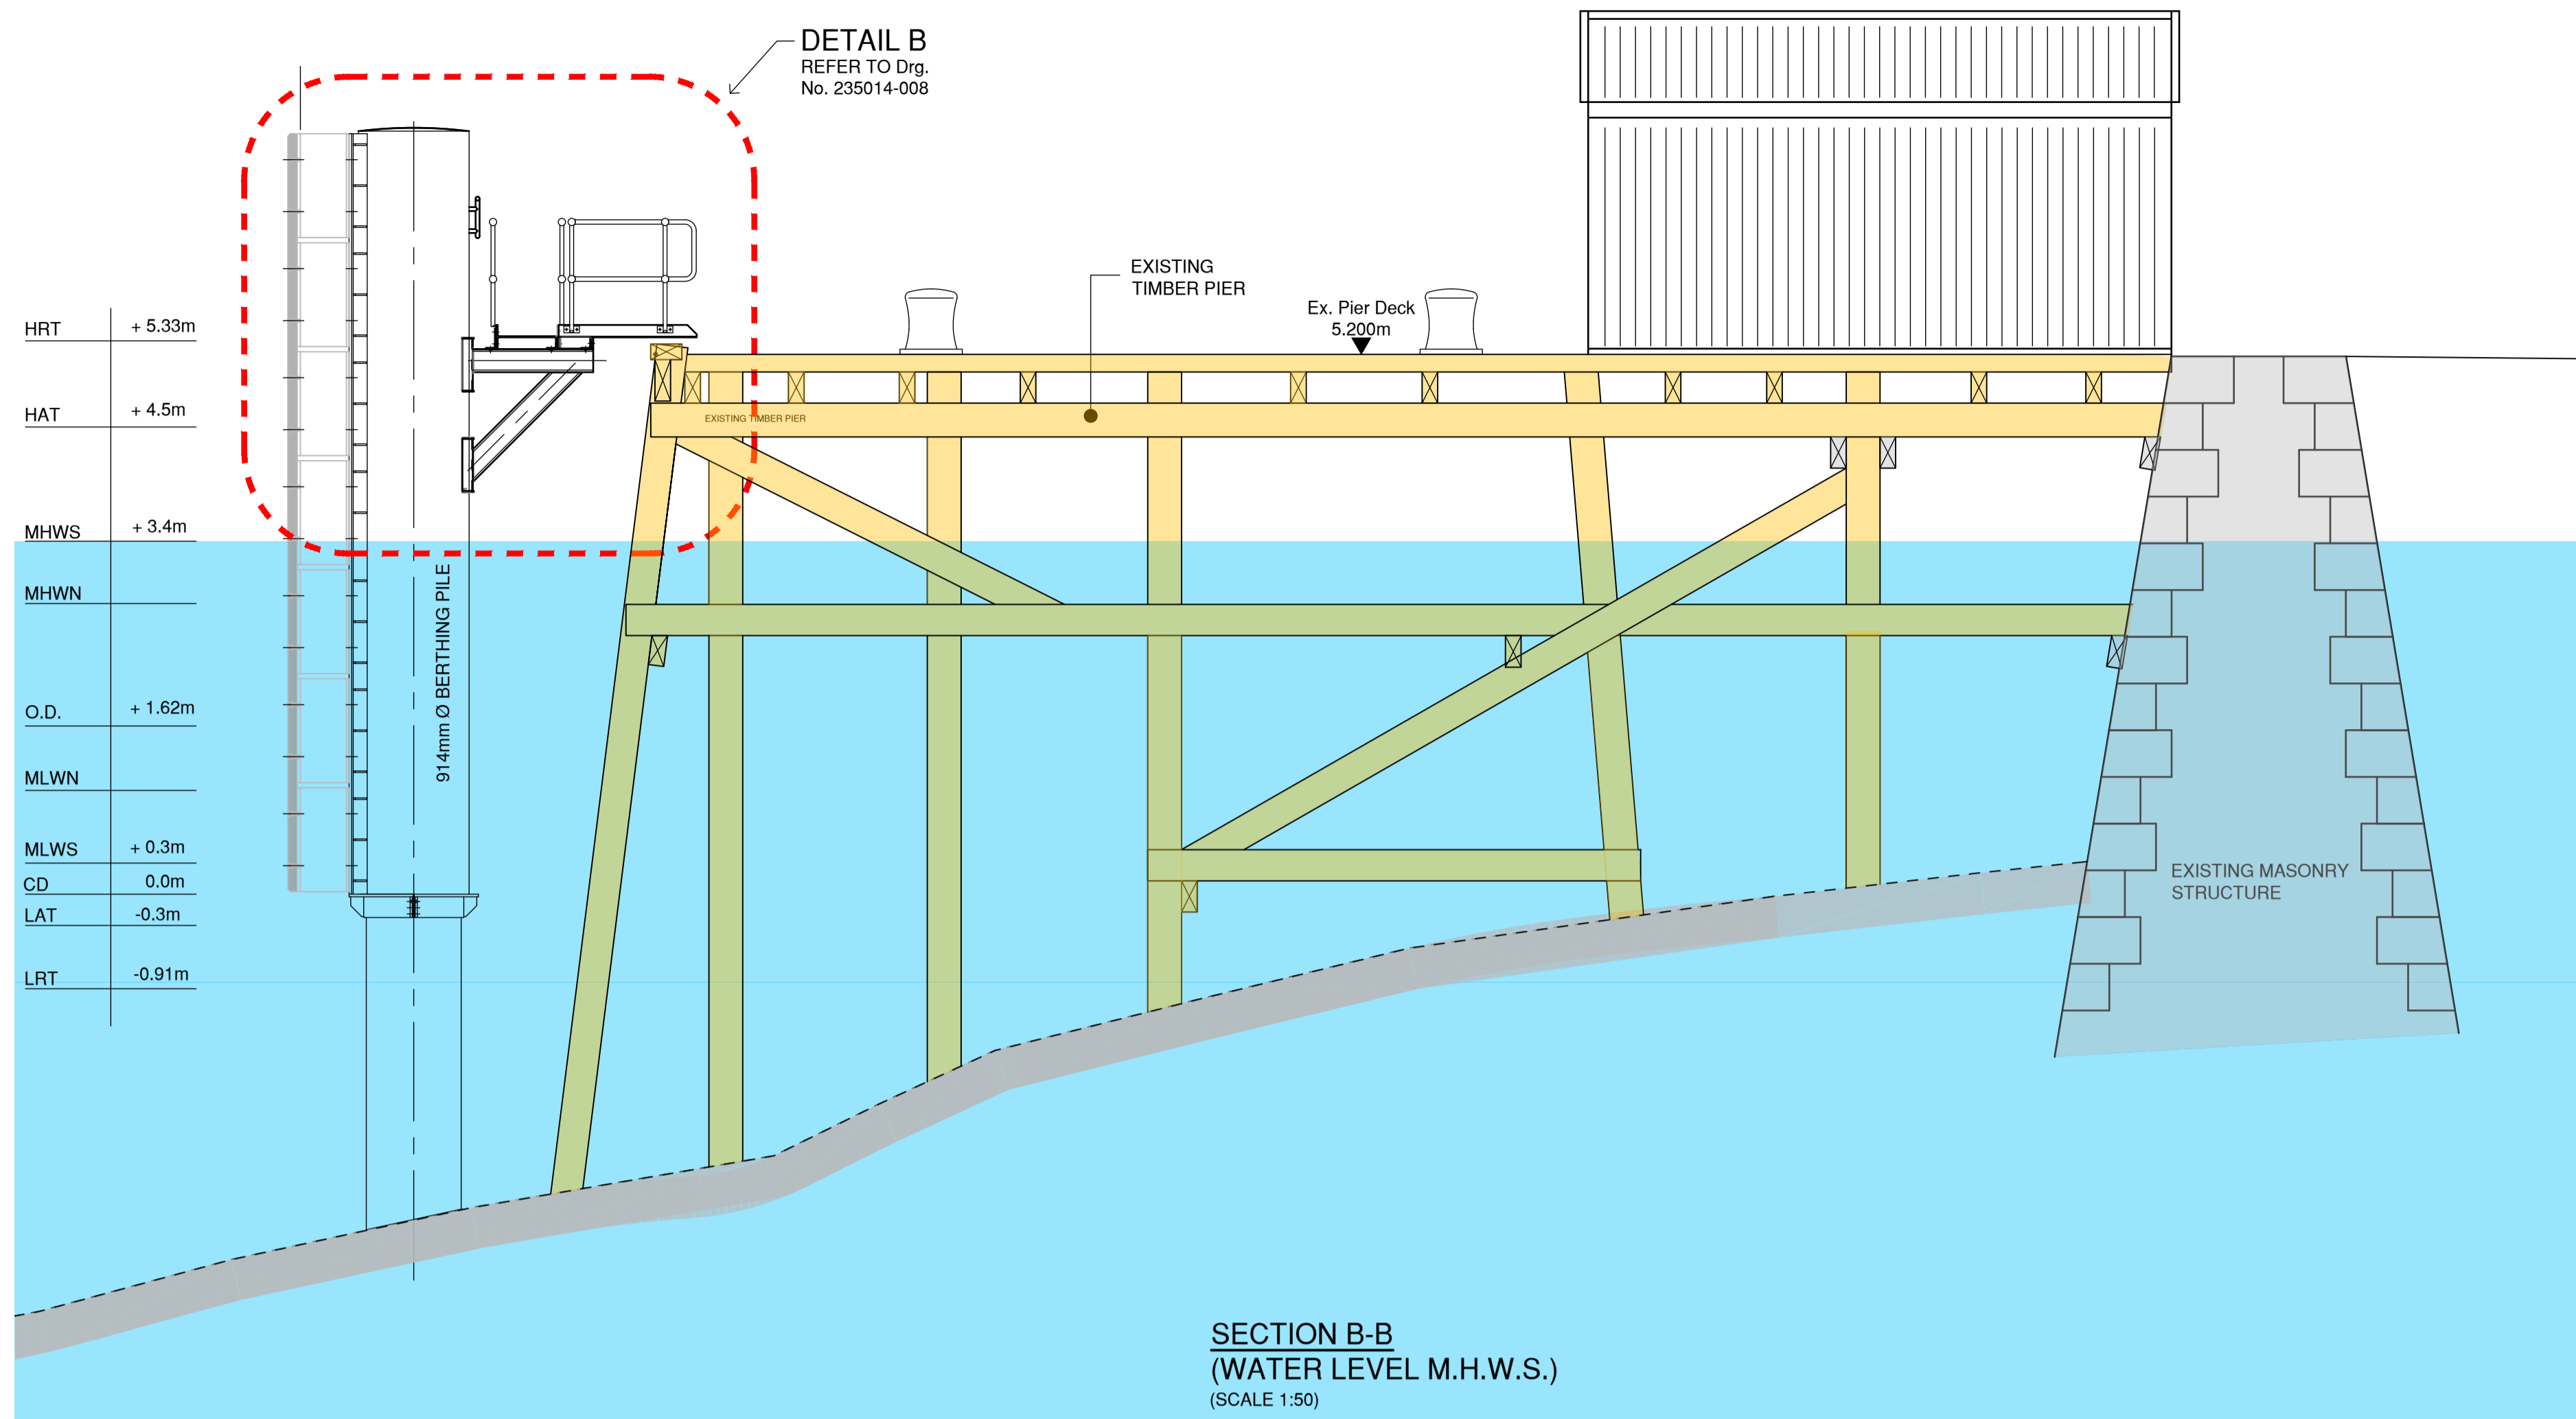 DETAIL B
REFER TO Drg.
No. 235014-008
EXISTING
TIMBER PIER
Ex. Pier Deck
5.200m
HRT + 5.33m
HAT + 4.5m
EXISTING TIMBER PIER
MHWS + 3.4m
MHWN
914mm Ø BERTHING PILE
O.D. + 1.62m
MLWN
MLWS + 0.3m
CD 0.0m
LAT -0.3m
LRT -0.91m
EXISTING MASONRY
STRUCTURE
SECTION B-B
(WATER LEVEL M.H.W.S.)
(SCALE 1:50)